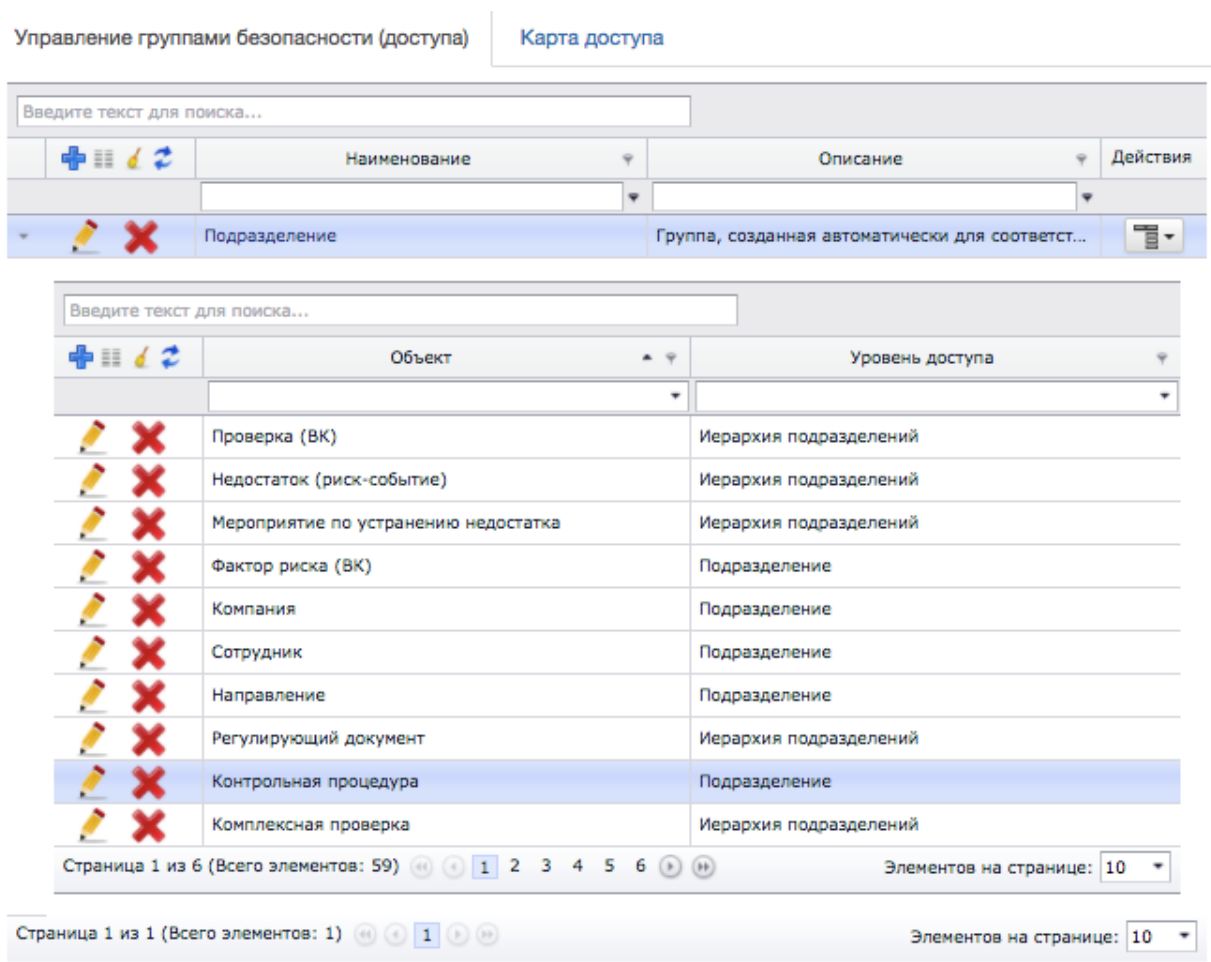 Управление группами безопасности (доступа) Карта доступа
Введите текст для поиска...
Наименование Описание Действия
Подразделение Группа, созданная автоматически для соответст...
Введите текст для поиска...
Объект Уровень доступа
Проверка (ВК) Иерархия подразделений
Недостаток (риск-событие) Иерархия подразделений
Мероприятие по устранению недостатка Иерархия подразделений
Фактор риска (ВК) Подразделение
Компания Подразделение
Сотрудник Подразделение
Направление Подразделение
Регулирующий документ Иерархия подразделений
Контрольная процедура Подразделение
Комплексная проверка Иерархия подразделений
Страница 1 из 6 (Всего элементов: 59) 1 2 3 4 5 6 Элементов на странице: 10
Страница 1 из 1 (Всего элементов: 1) 1 Элементов на странице: 10